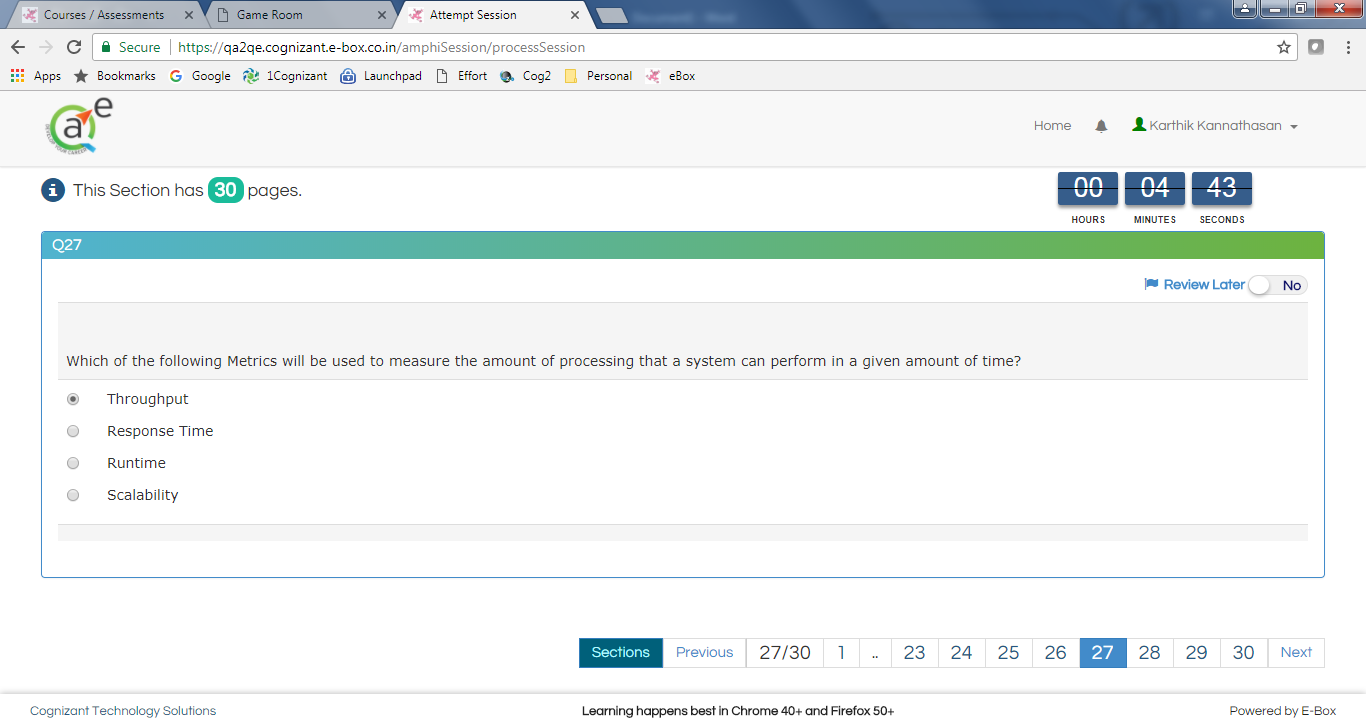 Courses / Assessments
Game Room
Attempt Session
Secure
https://qa2qe.cognizant.e-box.co.in/amphiSession/processSession
Apps
Bookmarks
Google
1Cognizant
Launchpad
Effort
Cog2
Personal
eBox
a e
Home
Karthik Kannathasan
This Section has 30 pages.
00 04 43
HOURS MINUTES SECONDS
Q27
Review Later No
Which of the following Metrics will be used to measure the amount of processing that a system can perform in a given amount of time?
Throughput
Response Time
Runtime
Scalability
Sections Previous 27/30 1 .. 23 24 25 26 27 28 29 30 Next
Cognizant Technology Solutions
Learning happens best in Chrome 40+ and Firefox 50+
Powered by E-Box